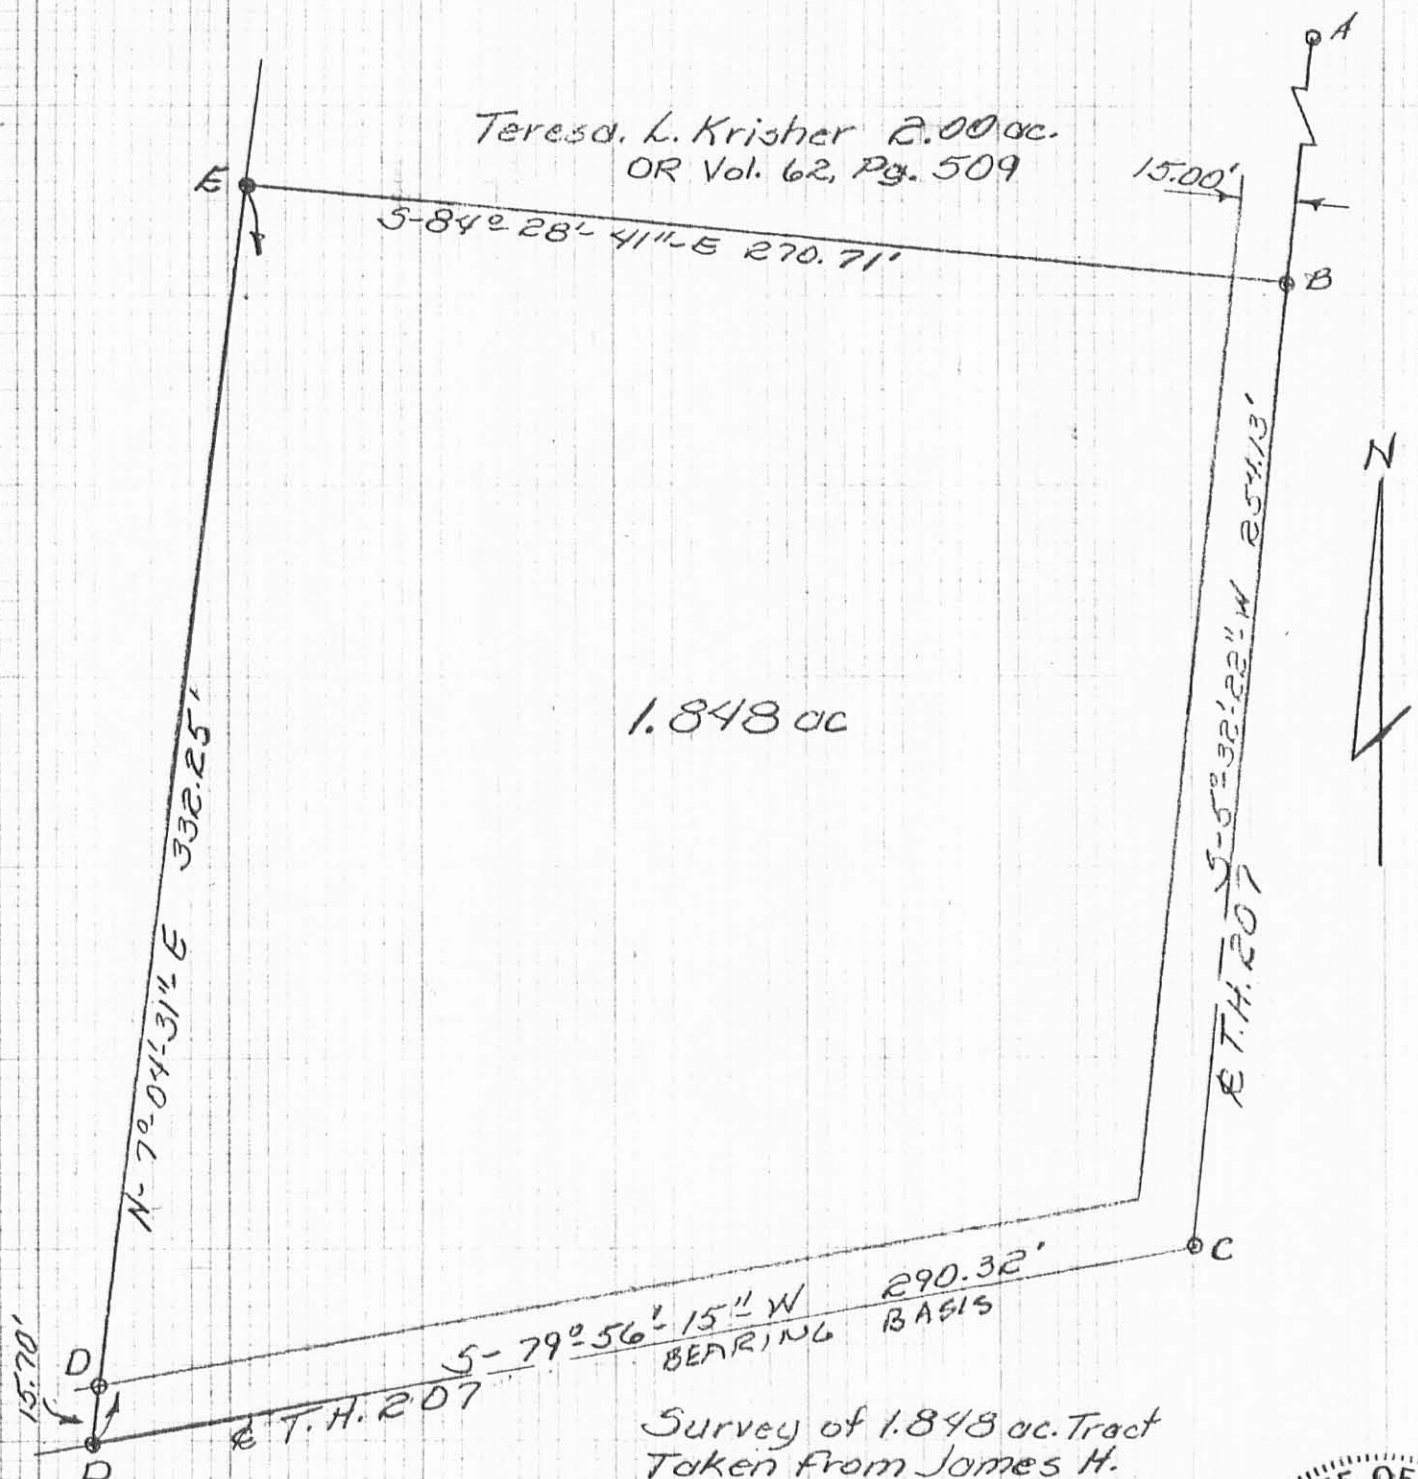 A
Teresa. L. Krisher 2.00 ac.
OR Vol. 62, Pg. 509
15.00'
E
S-84°-28'-41"-E 270.71'
B
N
S-5°-32'-22"-W 254.13'
℄ T.H. 207
1.848 ac
N-7°-04'-31"-E 332.25'
C
S-79°-56'-15"-W 290.32'
BEARING BASIS
℄ T.H. 207
15.70'
D
D
Survey of 1.848 ac. Tract
Taken From James H.